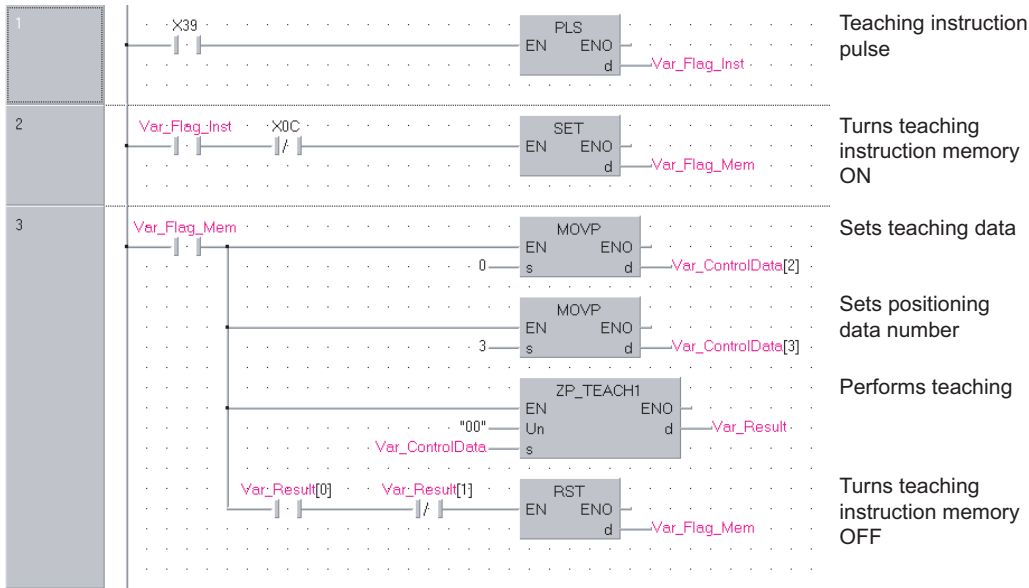 1
X39
PLS
EN ENO
d
Var_Flag_Inst
Teaching instruction
pulse
2
Var_Flag_Inst
X0C
SET
EN ENO
d
Var_Flag_Mem
Turns teaching
instruction memory
ON
3
Var_Flag_Mem
MOVP
EN ENO
0 s d Var_ControlData[2]
Sets teaching data
MOVP
EN ENO
3 s d Var_ControlData[3]
Sets positioning
data number
ZP_TEACH1
EN ENO
"00" Un d Var_Result
Var_ControlData s
Performs teaching
Var_Result[0]
Var_Result[1]
RST
EN ENO
d
Var_Flag_Mem
Turns teaching
instruction memory
OFF